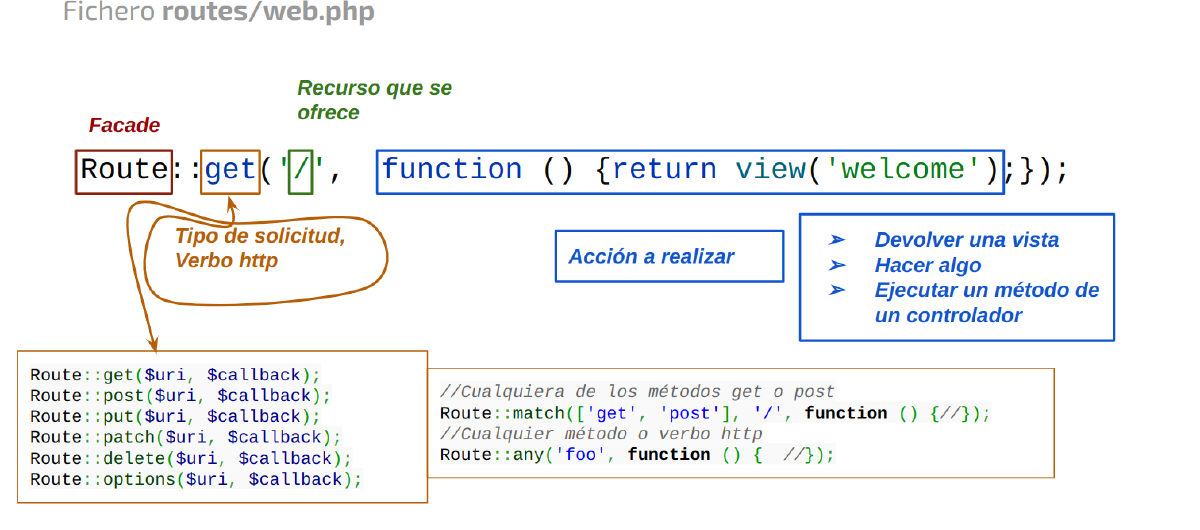 Fichero routes/web.php
Recurso que se
ofrece
Facade
Route::get('/', function () {return view('welcome');});
Tipo de solicitud,
Verbo http
Acción a realizar
➢ Devolver una vista
➢ Hacer algo
➢ Ejecutar un método de
un controlador
Route::get($uri, $callback);
Route::post($uri, $callback);
Route::put($uri, $callback);
Route::patch($uri, $callback);
Route::delete($uri, $callback);
Route::options($uri, $callback);
//Cualquiera de los métodos get o post
Route::match(['get', 'post'], '/', function () {//});
//Cualquier método o verbo http
Route::any('foo', function () {  //});